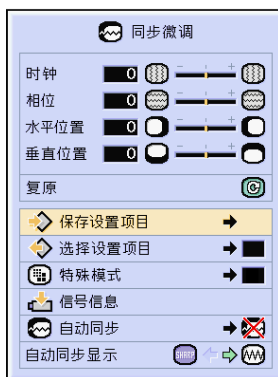 同步微调
时钟 0 - +
相位 0 - +
水平位置 0 - +
垂直位置 0 - +
复原
保存设置项目
选择设置项目
特殊模式
信号信息
自动同步
自动同步显示 SHARP